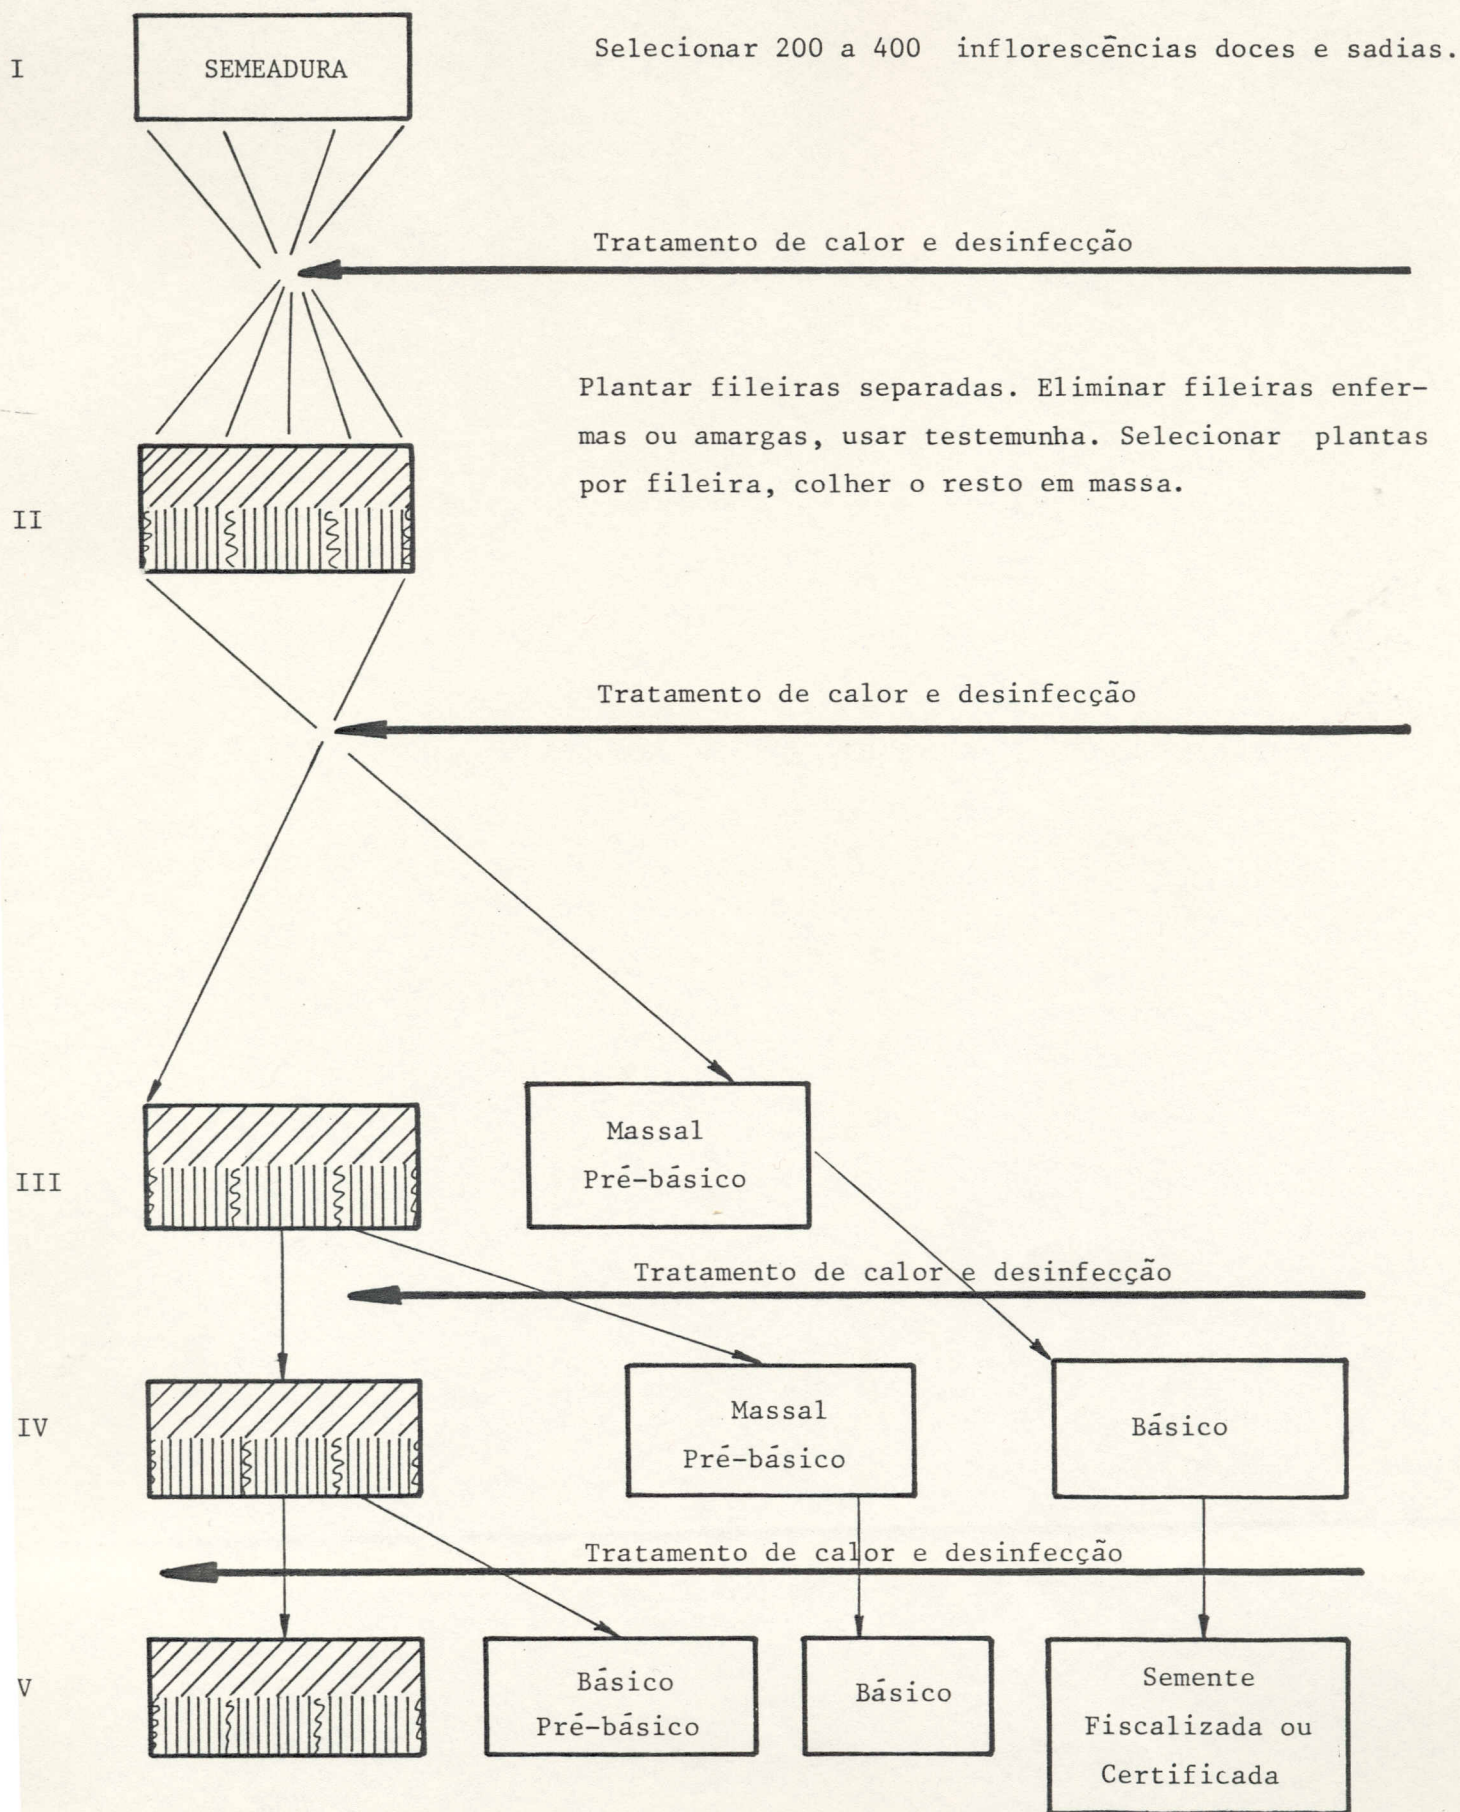 I
SEMEADURA
Selecionar 200 a 400 inflorescências doces e sadias.
Tratamento de calor e desinfecção
Plantar fileiras separadas. Eliminar fileiras enfer-
mas ou amargas, usar testemunha. Selecionar plantas
por fileira, colher o resto em massa.
II
Tratamento de calor e desinfecção
III
Massal
Pré-básico
Tratamento de calor e desinfecção
IV
Massal
Pré-básico
Básico
Tratamento de calor e desinfecção
V
Básico
Pré-básico
Básico
Semente
Fiscalizada ou
Certificada